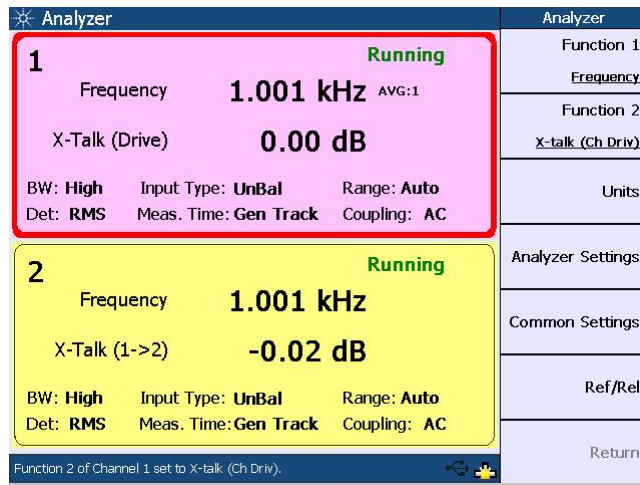 Analyzer
1
Running
Frequency 1.001 kHz AVG:1
X-Talk (Drive) 0.00 dB
BW: High Input Type: UnBal Range: Auto
Det: RMS Meas. Time: Gen Track Coupling: AC
2
Running
Frequency 1.001 kHz
X-Talk (1->2) -0.02 dB
BW: High Input Type: UnBal Range: Auto
Det: RMS Meas. Time: Gen Track Coupling: AC
Function 2 of Channel 1 set to X-talk (Ch Driv).
Analyzer
Function 1
Frequency
Function 2
X-talk (Ch Driv)
Units
Analyzer Settings
Common Settings
Ref/Rel
Return